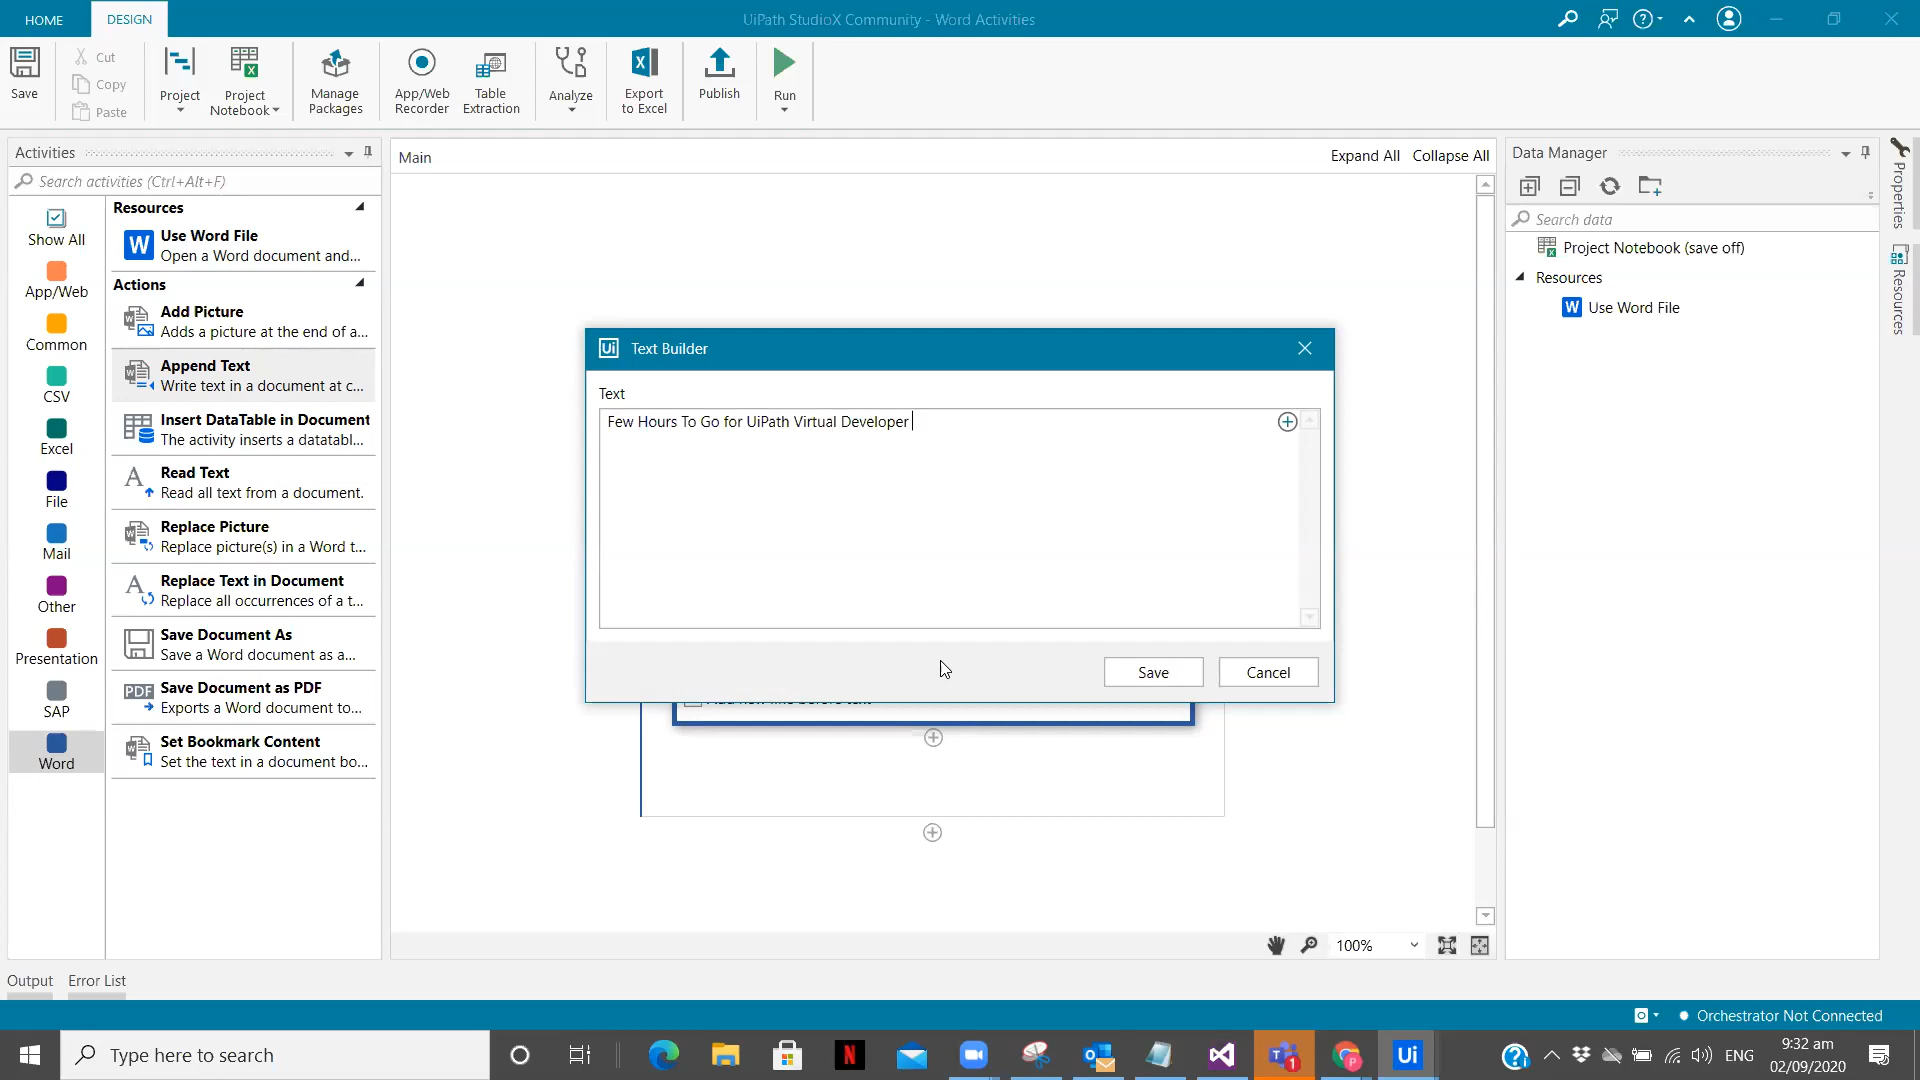 HOME
DESIGN
UiPath StudioX Community - Word Activities
Save
Cut
Copy
Paste
Project
Project
Notebook
Manage
Packages
App/Web
Recorder
Table
Extraction
Analyze
Export
to Excel
Publish
Run
Activities
Search activities (Ctrl+Alt+F)
Show All
App/Web
Common
CSV
Excel
File
Mail
Other
Presentation
SAP
Word
Resources
Use Word File
Open a Word document and...
Actions
Add Picture
Adds a picture at the end of a...
Append Text
Write text in a document at c...
Insert DataTable in Document
The activity inserts a datatabl...
Read Text
Read all text from a document.
Replace Picture
Replace picture(s) in a Word t...
Replace Text in Document
Replace all occurrences of a t...
Save Document As
Save a Word document as a...
PDF
Save Document as PDF
Exports a Word document to...
Set Bookmark Content
Set the text in a document bo...
Main
Expand All
Collapse All
Ui
Text Builder
Text
Few Hours To Go for UiPath Virtual Developer
Save
Cancel
100%
Data Manager
Search data
Project Notebook (save off)
Resources
Use Word File
Properties
Resources
Output
Error List
Orchestrator Not Connected
Type here to search
Ui
ENG
9:32 am
02/09/2020